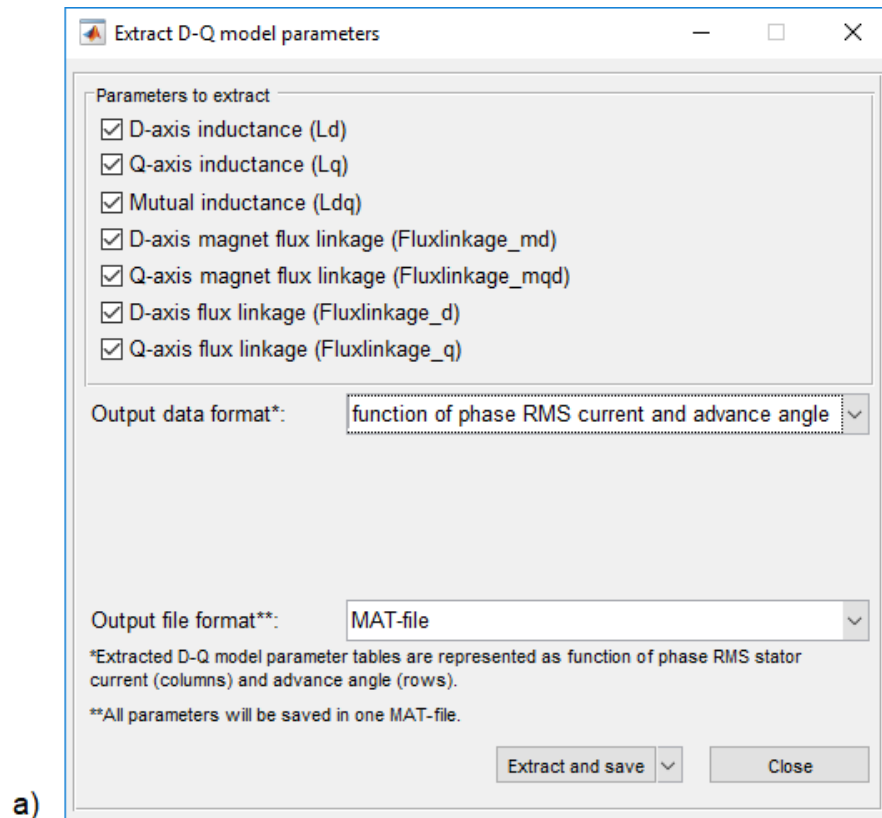 Extract D-Q model parameters
Parameters to extract
D-axis inductance (Ld)
Q-axis inductance (Lq)
Mutual inductance (Ldq)
D-axis magnet flux linkage (Fluxlinkage_md)
Q-axis magnet flux linkage (Fluxlinkage_mqd)
D-axis flux linkage (Fluxlinkage_d)
Q-axis flux linkage (Fluxlinkage_q)
Output data format*: function of phase RMS current and advance angle
Output file format**: MAT-file
*Extracted D-Q model parameter tables are represented as function of phase RMS stator
current (columns) and advance angle (rows).
**All parameters will be saved in one MAT-file.
Extract and save Close
a)